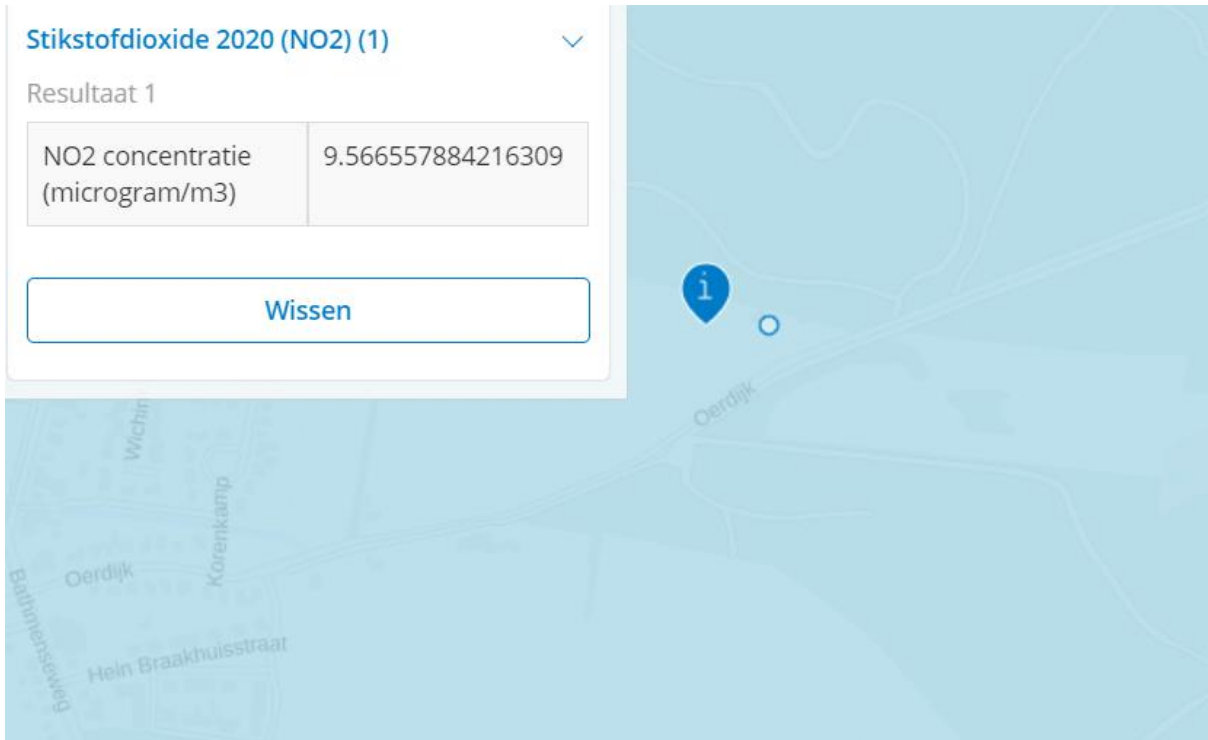 Stikstofdioxide 2020 (NO2) (1)
Resultaat 1
NO2 concentratie
(microgram/m3)
9.566557884216309
Wissen
i
Oerdijk
Korenkamp
Oerdijk
Bathmenseweg
Hein Braakhuisstraat